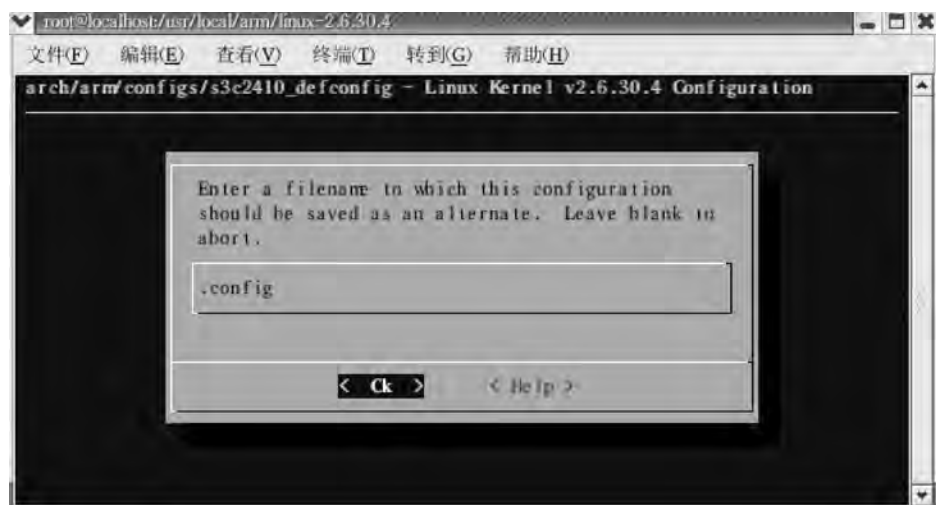 root@localhost:/usr/local/arm/linux-2.6.30.4
文件(F) 编辑(E) 查看(V) 终端(T) 转到(G) 帮助(H)
arch/arm/configs/s3c2410_defconfig - Linux Kernel v2.6.30.4 Configuration
Enter a filename to which this configuration
should be saved as an alternate. Leave blank to
abort.
.config
< Ok > < Help >